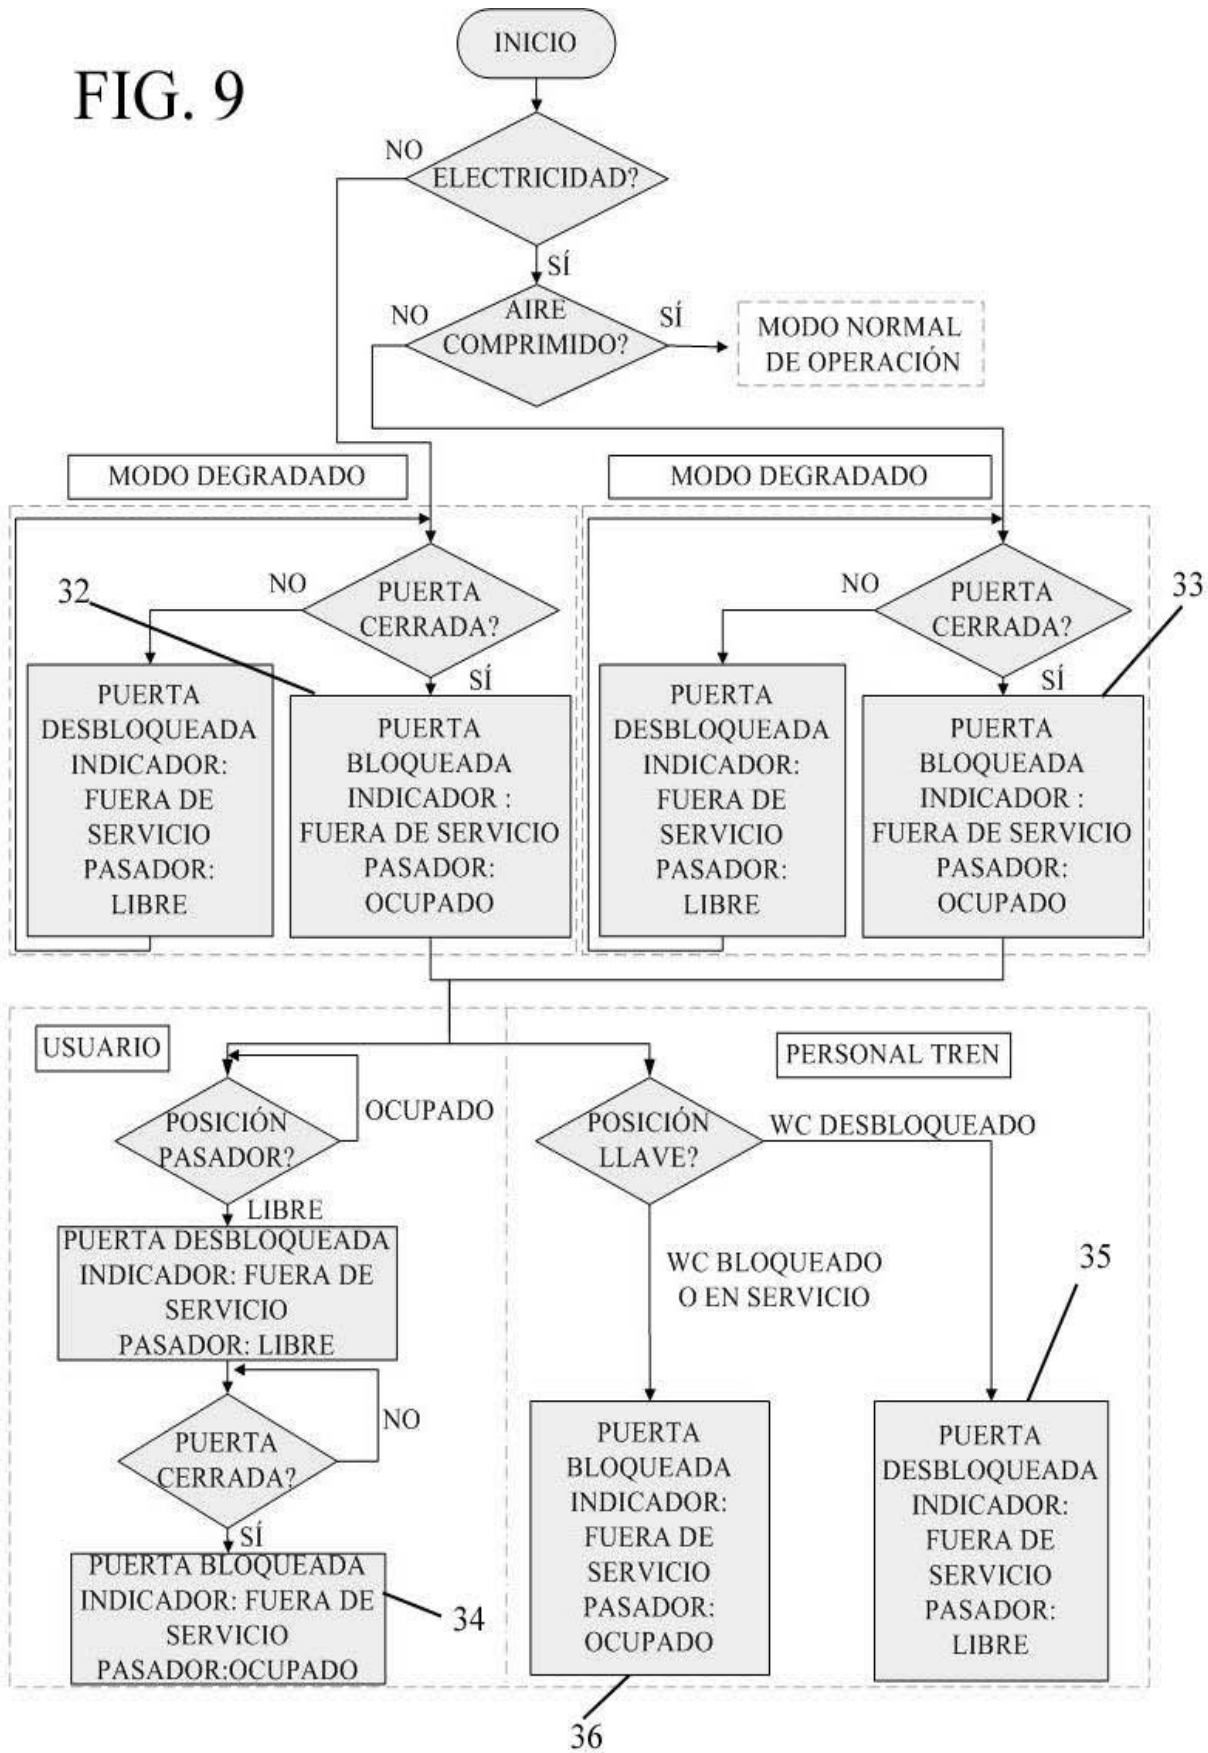 INICIO
FIG. 9
NO
ELECTRICIDAD?
SÍ
NO
AIRE
COMPRIMIDO?
SÍ
MODO NORMAL
DE OPERACIÓN
MODO DEGRADADO
MODO DEGRADADO
32
NO
PUERTA
CERRADA?
SÍ
PUERTA
DESBLOQUEADA
INDICADOR:
FUERA DE
SERVICIO
PASADOR:
LIBRE
PUERTA
BLOQUEADA
INDICADOR :
FUERA DE SERVICIO
PASADOR:
OCUPADO
NO
PUERTA
CERRADA?
33
SÍ
PUERTA
DESBLOQUEADA
INDICADOR:
FUERA DE
SERVICIO
PASADOR:
LIBRE
PUERTA
BLOQUEADA
INDICADOR :
FUERA DE SERVICIO
PASADOR:
OCUPADO
USUARIO
POSICIÓN
PASADOR?
OCUPADO
LIBRE
PUERTA DESBLOQUEADA
INDICADOR: FUERA DE
SERVICIO
PASADOR: LIBRE
NO
PUERTA
CERRADA?
SÍ
PUERTA BLOQUEADA
INDICADOR: FUERA DE
SERVICIO
PASADOR:OCUPADO
34
PERSONAL TREN
POSICIÓN
LLAVE?
WC DESBLOQUEADO
WC BLOQUEADO
O EN SERVICIO
35
PUERTA
BLOQUEADA
INDICADOR:
FUERA DE
SERVICIO
PASADOR:
OCUPADO
36
PUERTA
DESBLOQUEADA
INDICADOR:
FUERA DE
SERVICIO
PASADOR:
LIBRE